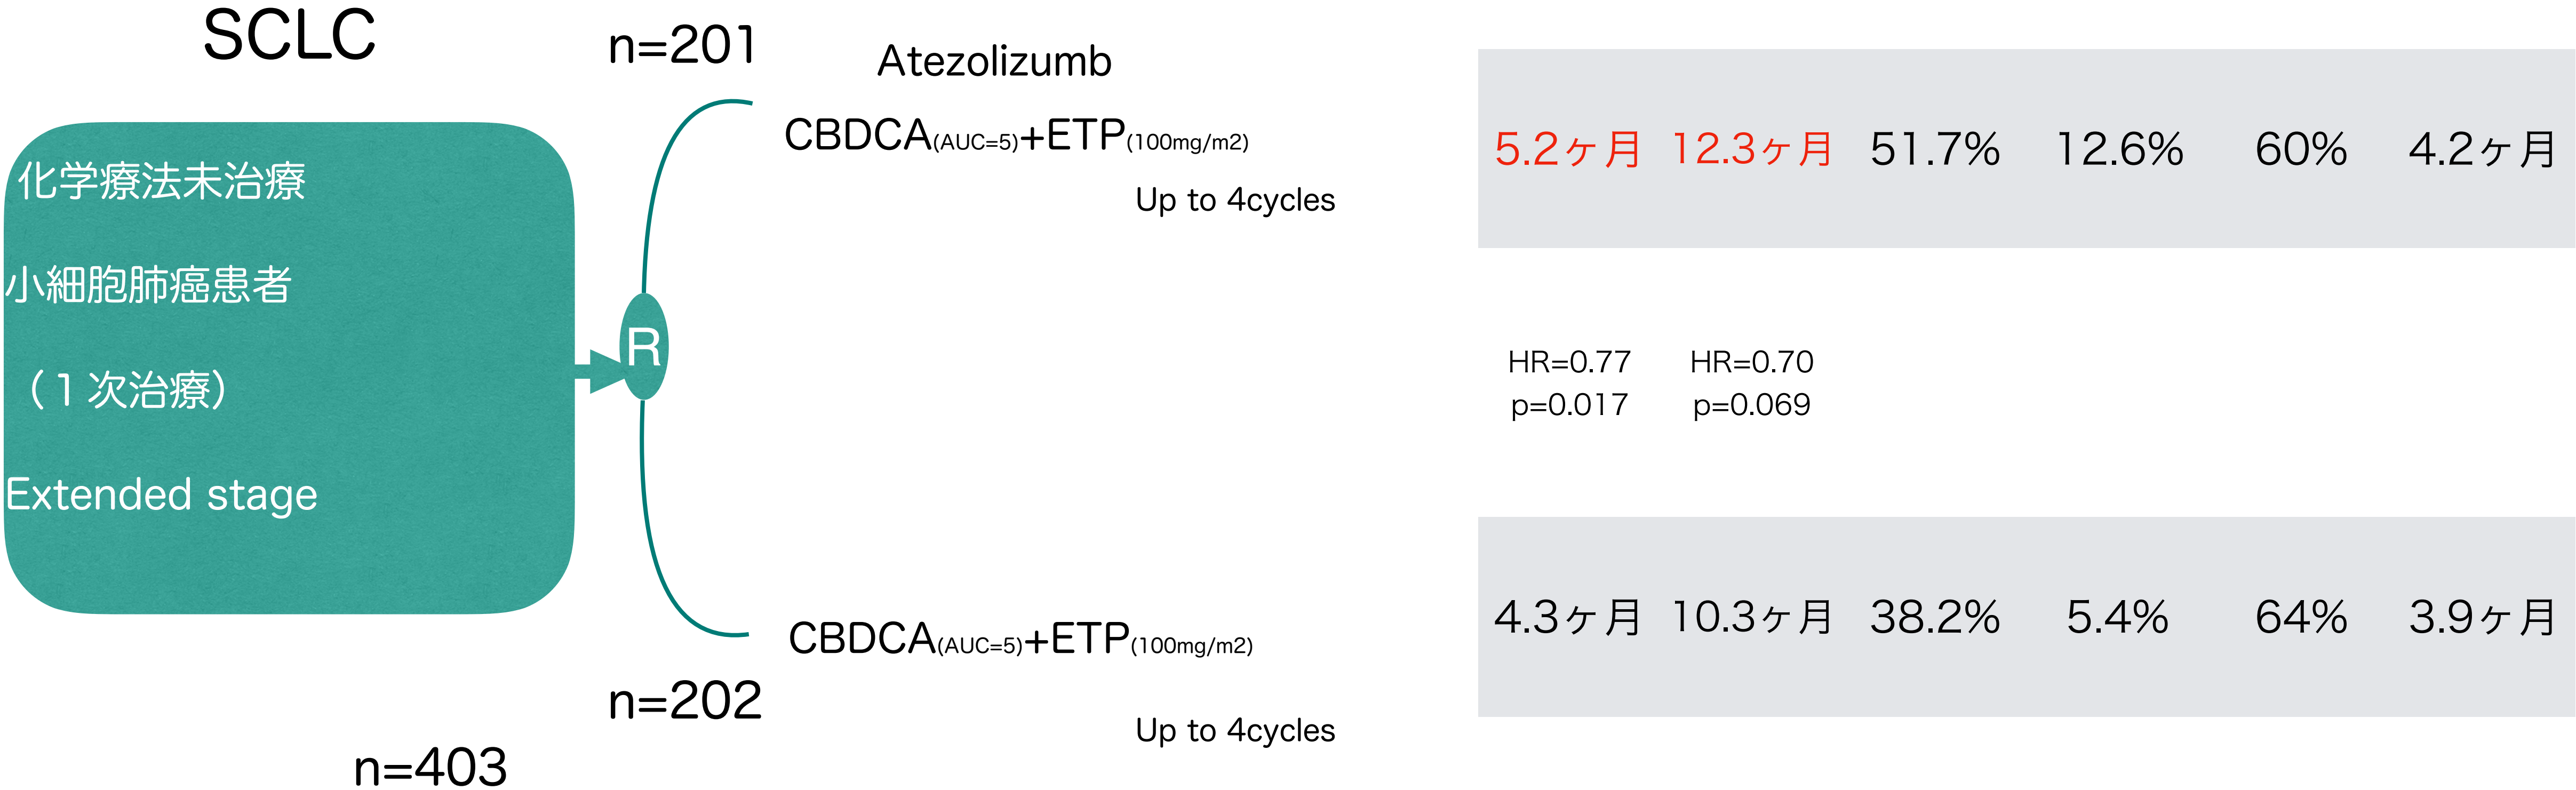 SCLC
n=201
Atezolizumb
CBDCA(AUC=5)+ETP(100mg/m2)
Up to 4cycles
5.2ヶ月 12.3ヶ月 51.7% 12.6% 60% 4.2ヶ月
化学療法未治療
小細胞肺癌患者
（１次治療）
Extended stage
R
HR=0.77 HR=0.70
p=0.017 p=0.069
CBDCA(AUC=5)+ETP(100mg/m2)
4.3ヶ月 10.3ヶ月 38.2% 5.4% 64% 3.9ヶ月
n=202
Up to 4cycles
n=403